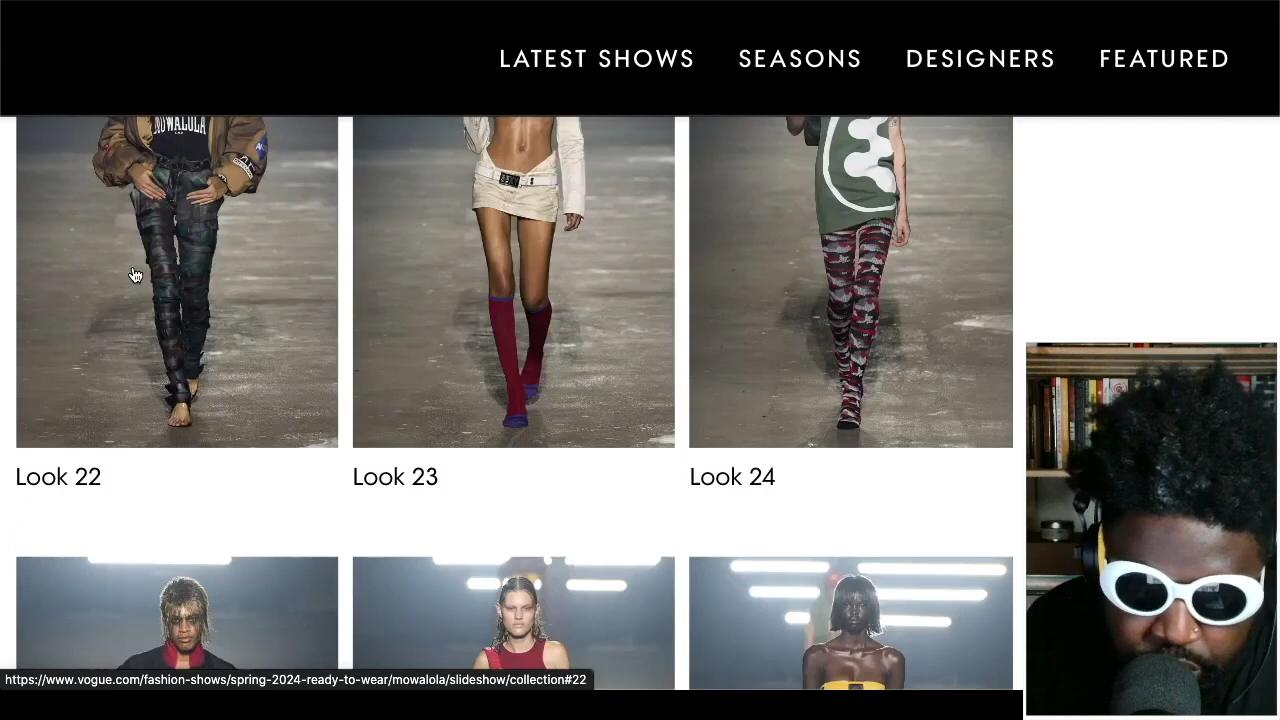 LATEST SHOWS SEASONS DESIGNERS FEATURED
MOWALOLA
Look 22 Look 23 Look 24
https://www.vogue.com/fashion-shows/spring-2024-ready-to-wear/mowalola/slideshow/collection#22